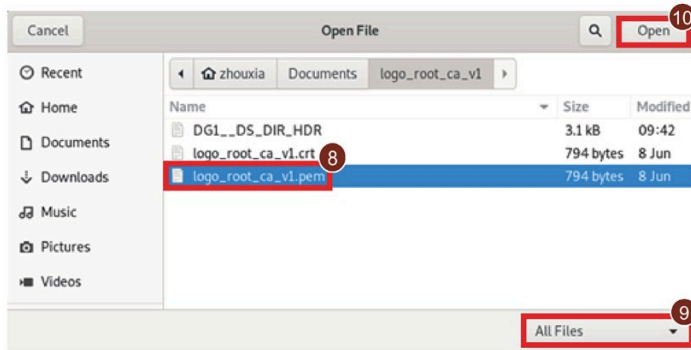 Cancel Open File Open 10
Recent zhouxia Documents logo_root_ca_v1
Home Name Size Modified
DG1__DS_DIR_HDR 3.1 kB 09:42
Documents logo_root_ca_v1.crt 8 794 bytes 8 Jun
Downloads logo_root_ca_v1.pem 794 bytes 8 Jun
Music
Pictures
Videos
All Files 9